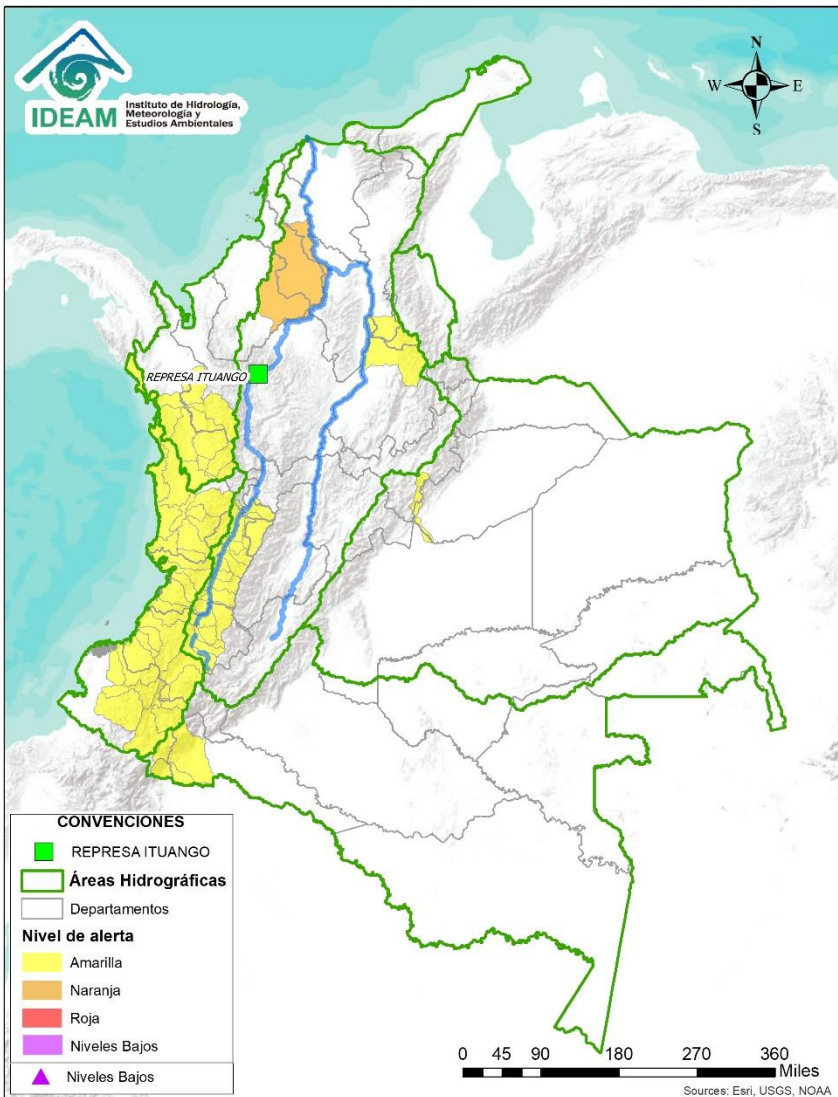 IDEAM
Instituto de Hidrología,
Meteorología y
Estudios Ambientales
N
W
E
S
REPRESA ITUANGO
CONVENCIONES
REPRESA ITUANGO
Áreas Hidrográficas
Departamentos
Nivel de alerta
Amarilla
Naranja
Roja
Niveles Bajos
Niveles Bajos
0 45 90 180 270 360
Miles
Sources: Esri, USGS, NOAA